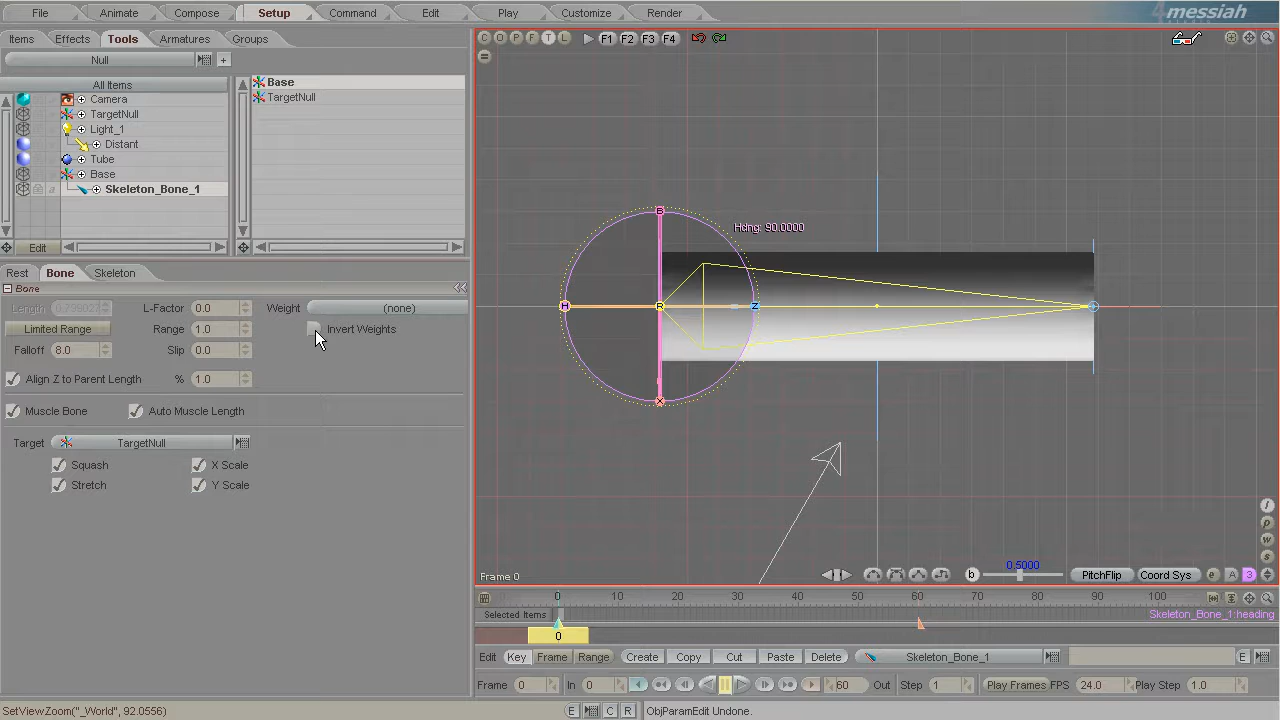 File Animate Compose Setup Command Edit Play Customize Render 4messiah
Items Effects Tools Armatures Groups
C O P F T L F1 F2 F3 F4
Null +
All Items
Camera
TargetNull
Light_1
Distant
Tube
Base
Skeleton_Bone_1
Base
TargetNull
Edit
Rest Bone Skeleton
Bone
L-Factor 0.0 Weight (none)
Limited Range Range 1.0 Invert Weights
Falloff 8.0 Slip 0.0
Align Z to Parent Length % 1.0
Muscle Bone Auto Muscle Length
Target TargetNull
Squash X Scale
Stretch Y Scale
B
Hding: 90.0000
H R Z
X
i
p
w
s
Frame 0 b 0.5000 PitchFlip Coord Sys e A 3
0 10 20 30 40 50 60 70 80 90 100
Selected Items Skeleton_Bone_1:heading
0
Edit Key Frame Range Create Copy Cut Paste Delete Skeleton_Bone_1 E
Frame 0 In 0 60 Out Step 1 Play Frames FPS 24.0 Play Step 1.0
SetViewZoom("_World", 92.0556) E C R ObjParamEdit Undone.